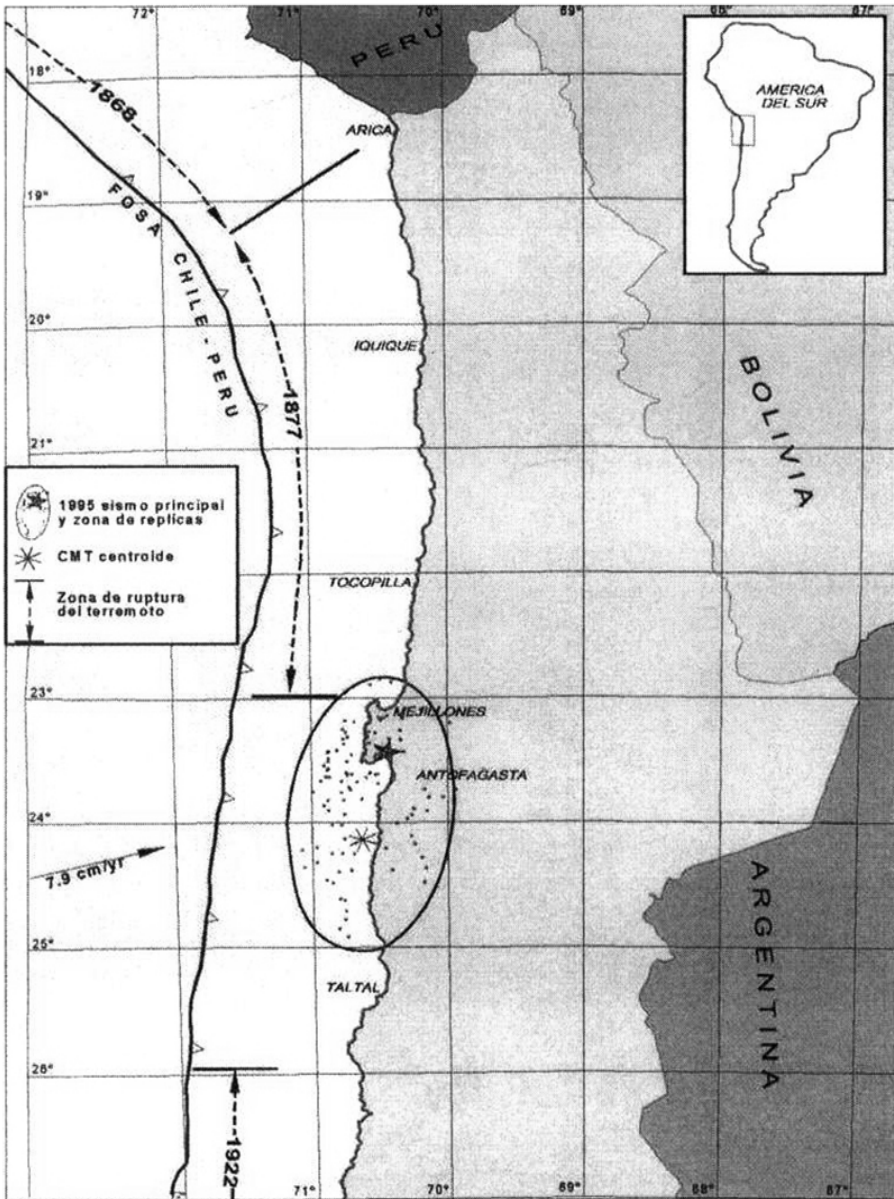 72°
71°
70°
69°
68°
67°
PERU
18°
1868
ARICA
AMERICA
DEL SUR
19°
FOSA CHILE - PERU
20°
IQUIQUE
BOLIVIA
1877
21°
1995 sismo principal
y zona de replicas
CMT centroide
Zona de ruptura
del terremoto
TOCOPILLA
23°
MEJILLONES
ANTOFAGASTA
24°
7.9 cm/yr
ARGENTINA
25°
TALTAL
26°
1922
71°
70°
69°
68°
67°